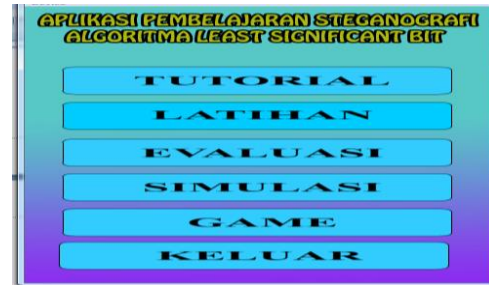 APLIKASI PEMBELAJARAN STEGANOGRAFI
ALGORITMA LEAST SIGNIFICANT BIT
TUTORIAL
LATIHAN
EVALUASI
SIMULASI
GAME
KELUAR